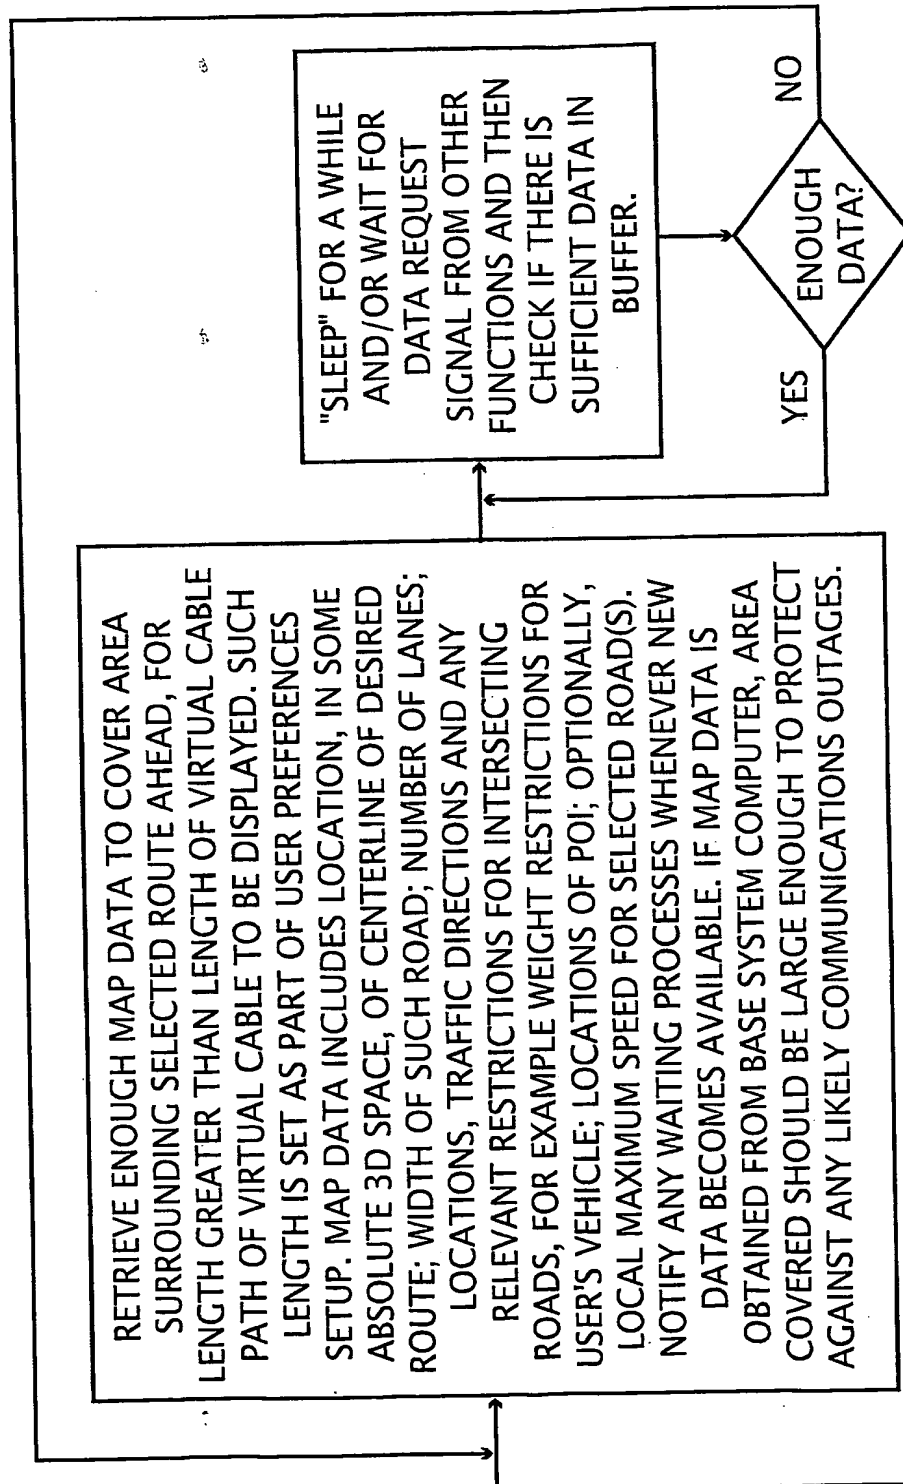 RETRIEVE ENOUGH MAP DATA TO COVER AREA
SURROUNDING SELECTED ROUTE AHEAD, FOR
LENGTH GREATER THAN LENGTH OF VIRTUAL CABLE
PATH OF VIRTUAL CABLE TO BE DISPLAYED. SUCH
LENGTH IS SET AS PART OF USER PREFERENCES
SETUP. MAP DATA INCLUDES LOCATION, IN SOME
ABSOLUTE 3D SPACE, OF CENTERLINE OF DESIRED
ROUTE; WIDTH OF SUCH ROAD; NUMBER OF LANES;
LOCATIONS, TRAFFIC DIRECTIONS AND ANY
RELEVANT RESTRICTIONS FOR INTERSECTING
ROADS, FOR EXAMPLE WEIGHT RESTRICTIONS FOR
USER'S VEHICLE; LOCATIONS OF POI; OPTIONALLY,
LOCAL MAXIMUM SPEED FOR SELECTED ROAD(S).
NOTIFY ANY WAITING PROCESSES WHENEVER NEW
DATA BECOMES AVAILABLE. IF MAP DATA IS
OBTAINED FROM BASE SYSTEM COMPUTER, AREA
COVERED SHOULD BE LARGE ENOUGH TO PROTECT
AGAINST ANY LIKELY COMMUNICATIONS OUTAGES.
"SLEEP" FOR A WHILE
AND/OR WAIT FOR
DATA REQUEST
SIGNAL FROM OTHER
FUNCTIONS AND THEN
CHECK IF THERE IS
SUFFICIENT DATA IN
BUFFER.
YES
ENOUGH
DATA?
NO